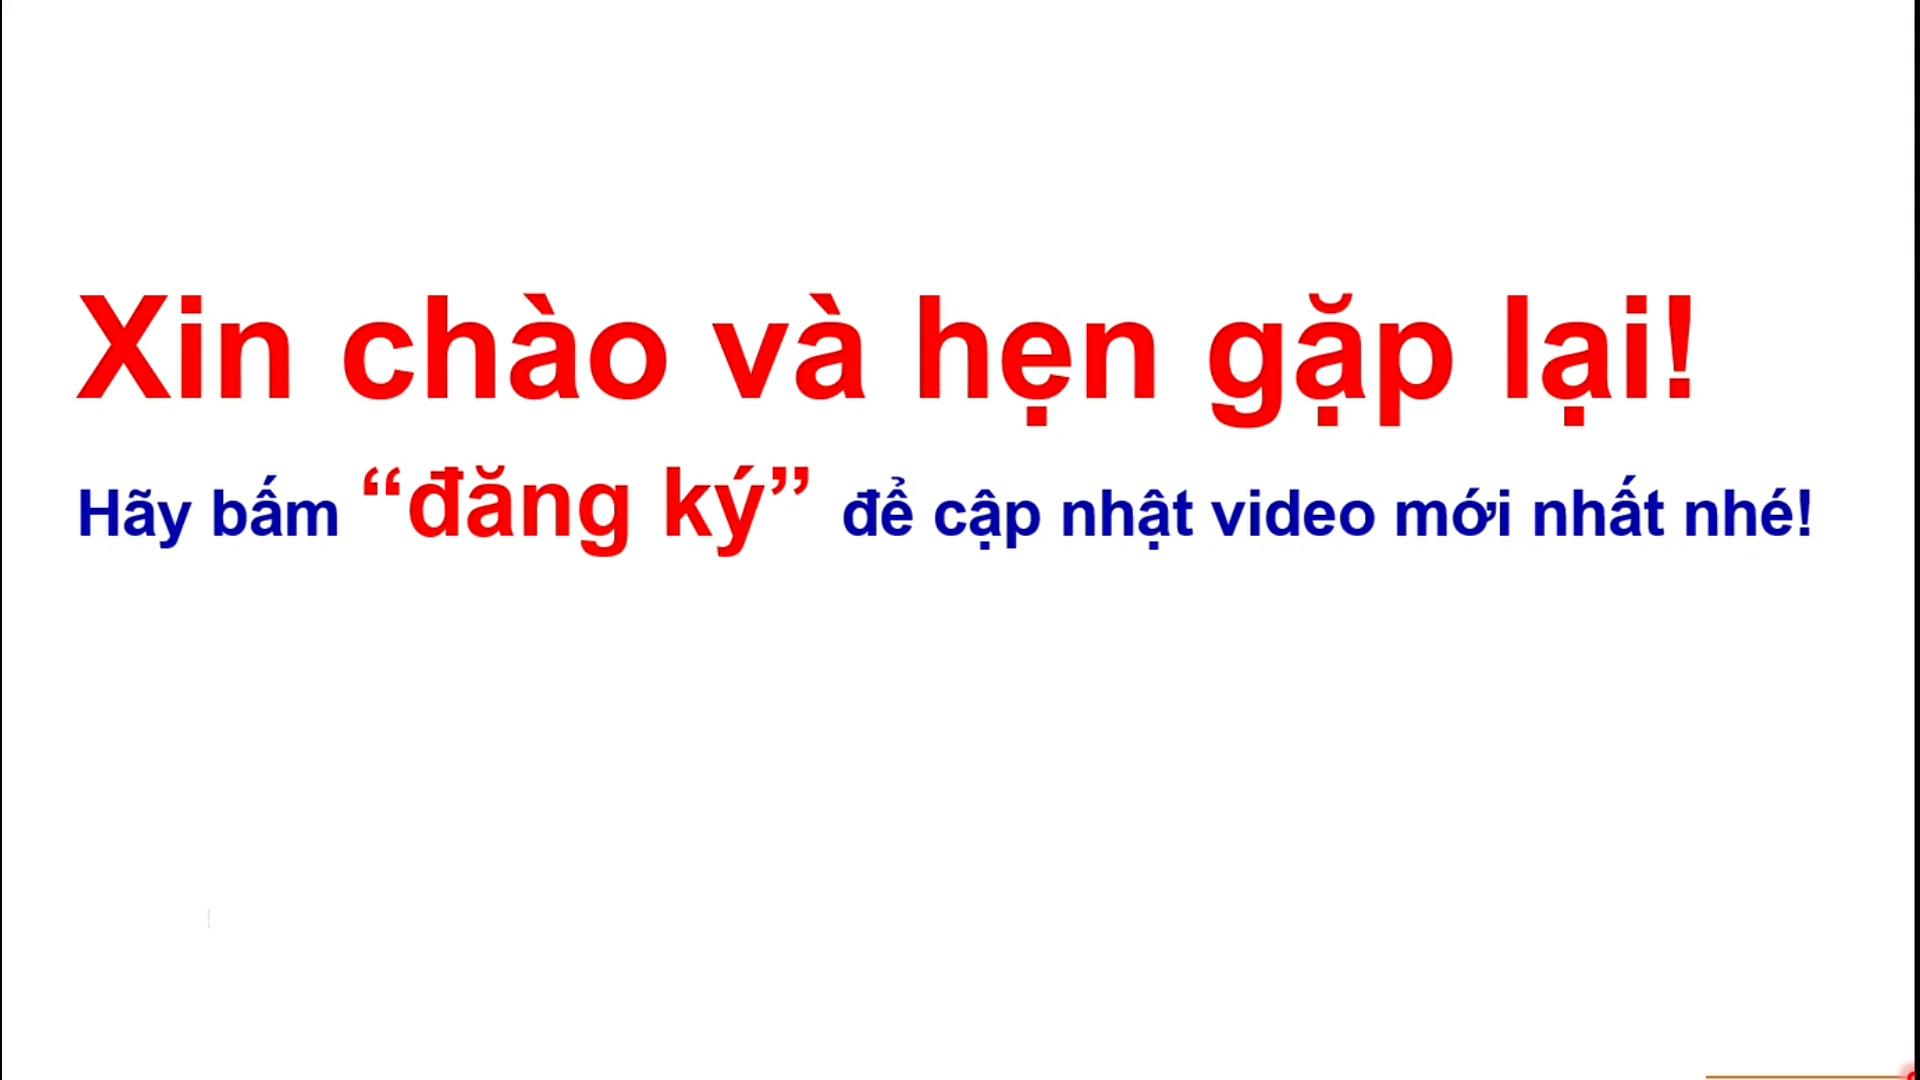 Xin chào và hẹn gặp lại!
Hãy bấm “đăng ký” để cập nhật video mới nhất nhé!